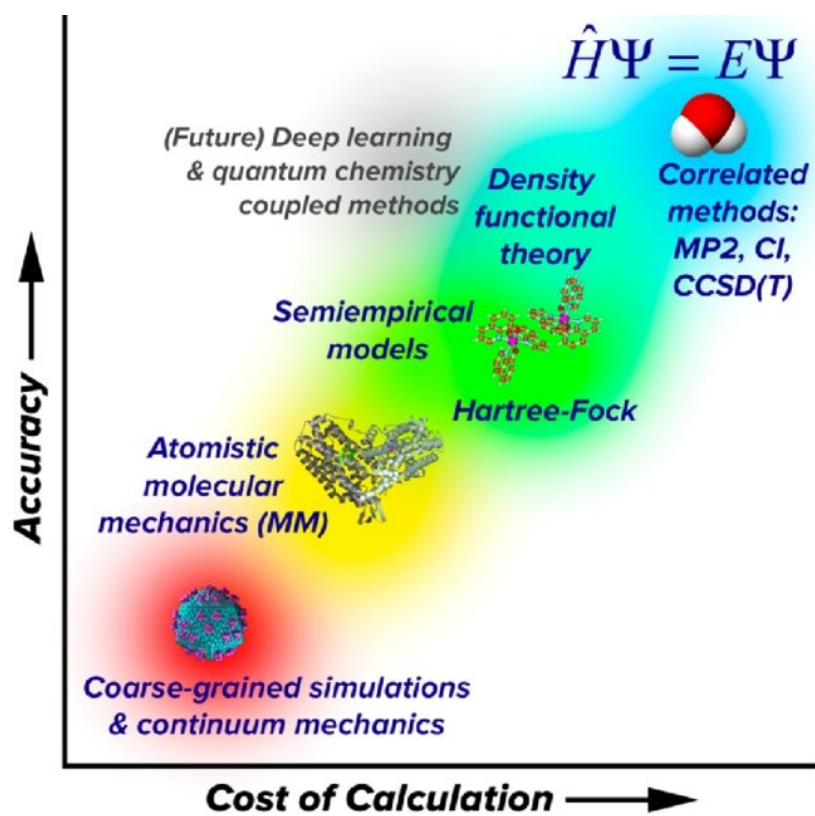 ĤΨ = EΨ
(Future) Deep learning
& quantum chemistry
coupled methods
Density
functional
theory
Correlated
methods:
MP2, CI,
CCSD(T)
Semiempirical
models
Hartree-Fock
Atomistic
molecular
mechanics (MM)
Coarse-grained simulations
& continuum mechanics
Accuracy
Cost of Calculation